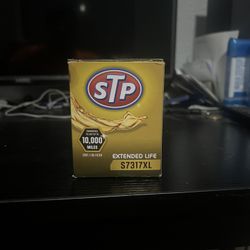 STP
10,000
MILES
EXTENDED LIFE
S7317XL